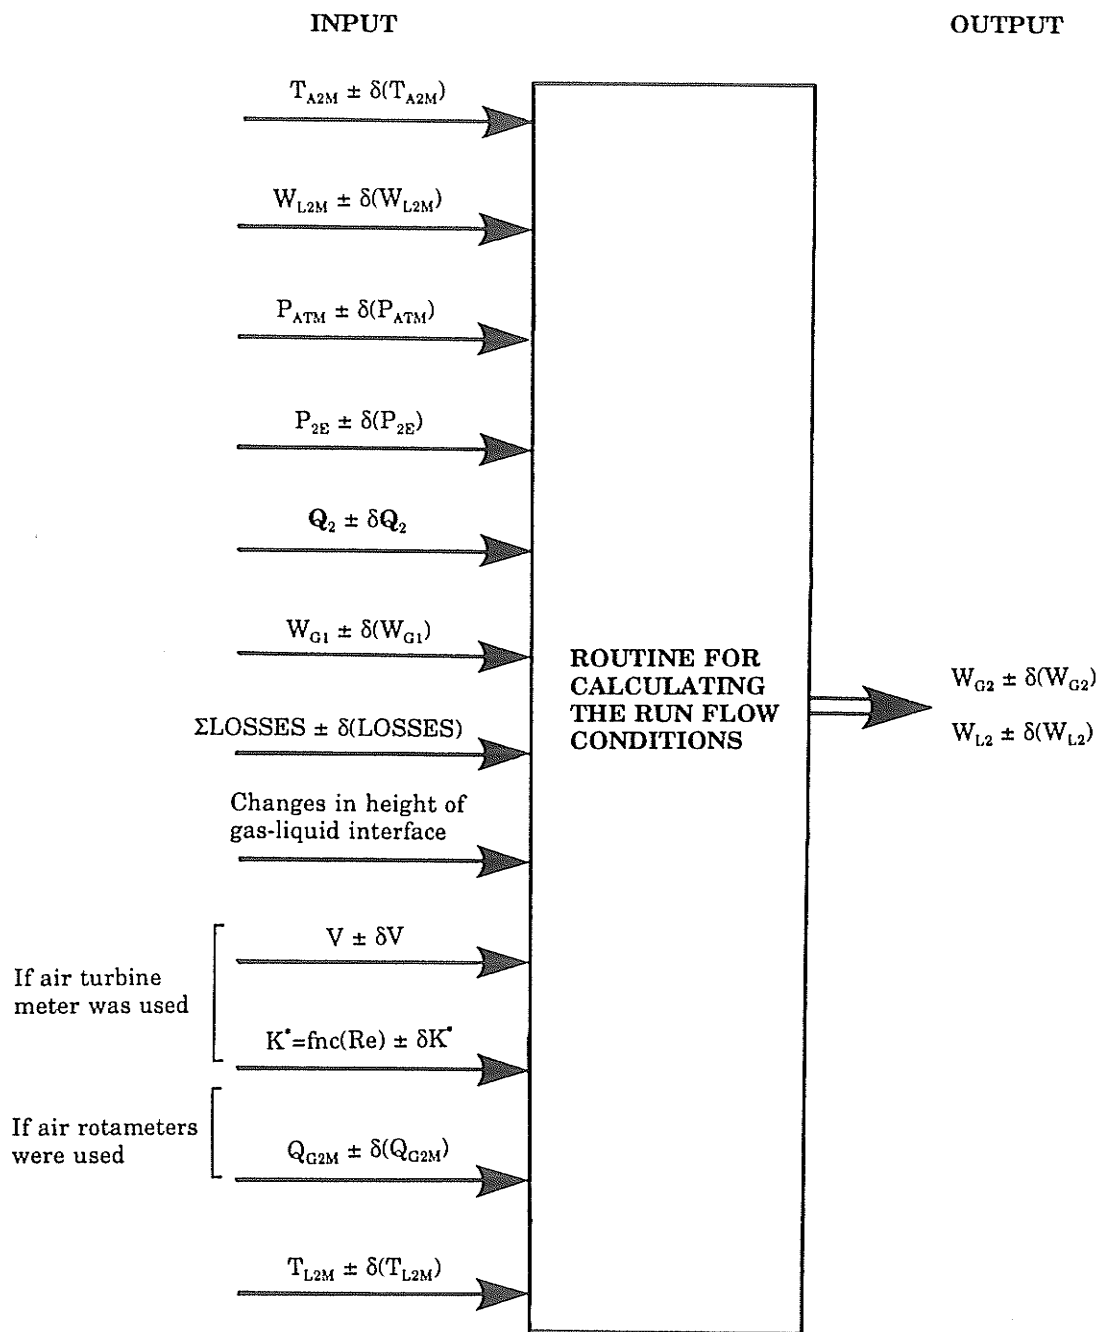 INPUT
OUTPUT
T_A2M ± δ(T_A2M)
W_L2M ± δ(W_L2M)
P_ATM ± δ(P_ATM)
P_2E ± δ(P_2E)
Q_2 ± δQ_2
W_G1 ± δ(W_G1)
ΣLOSSES ± δ(LOSSES)
Changes in height of
gas-liquid interface
V ± δV
If air turbine
meter was used
K*=fnc(Re) ± δK*
If air rotameters
were used
Q_G2M ± δ(Q_G2M)
T_L2M ± δ(T_L2M)
ROUTINE FOR
CALCULATING
THE RUN FLOW
CONDITIONS
W_G2 ± δ(W_G2)
W_L2 ± δ(W_L2)